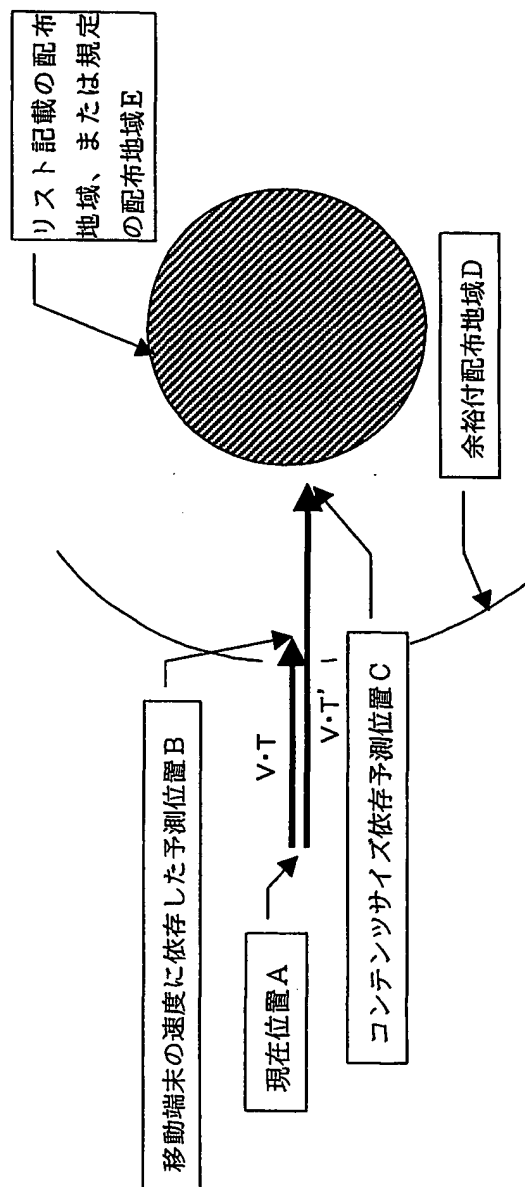 リスト記載の配布
地域、または規定
の配布地域E
余裕付配布地域D
移動端末の速度に依存した予測位置B
V・T
V・T'
現在位置A
コンテンツサイズ依存予測位置C